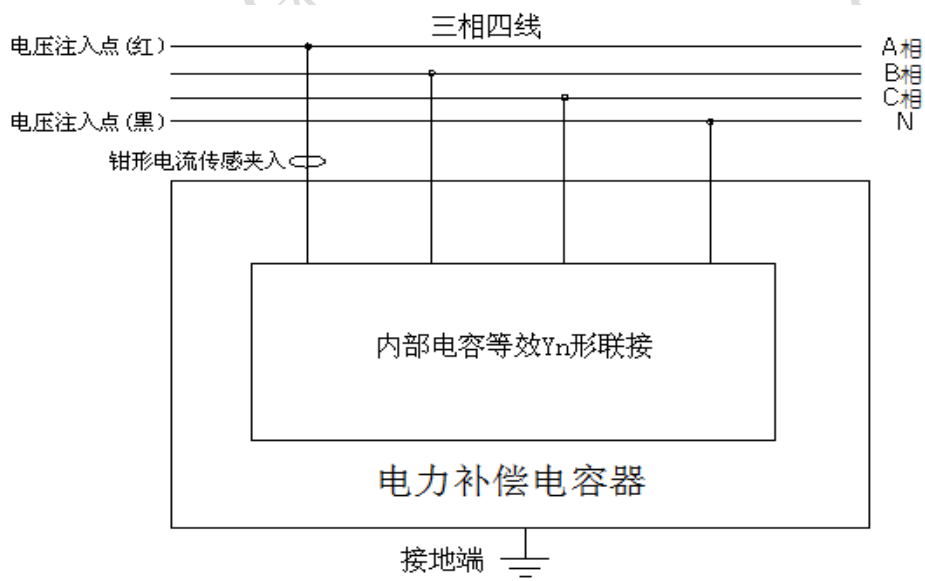 三相四线
电压注入点(红)
A相
B相
C相
电压注入点(黑)
N
钳形电流传感夹入
内部电容等效Yn形联接
电力补偿电容器
接地端